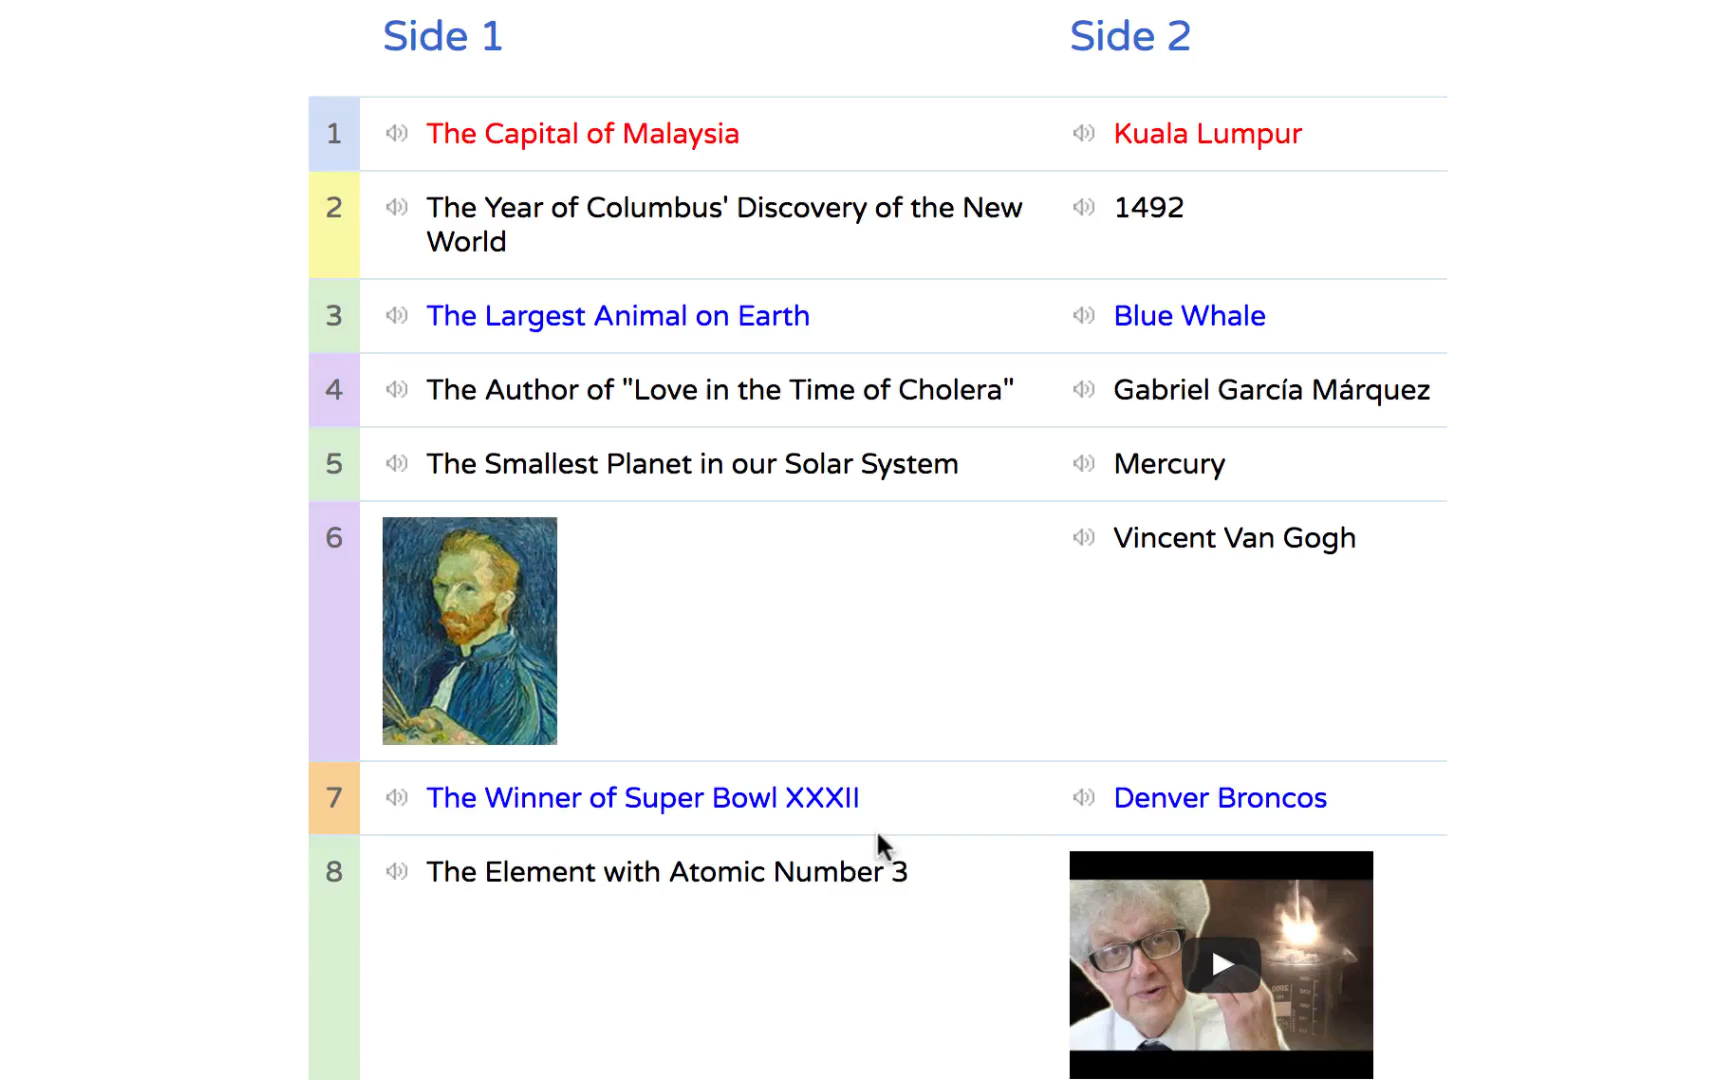 Side 1 Side 2
1 The Capital of Malaysia Kuala Lumpur
2 The Year of Columbus' Discovery of the New 1492
World
3 The Largest Animal on Earth Blue Whale
4 The Author of "Love in the Time of Cholera" Gabriel García Márquez
5 The Smallest Planet in our Solar System Mercury
6 Vincent Van Gogh
7 The Winner of Super Bowl XXXII Denver Broncos
8 The Element with Atomic Number 3